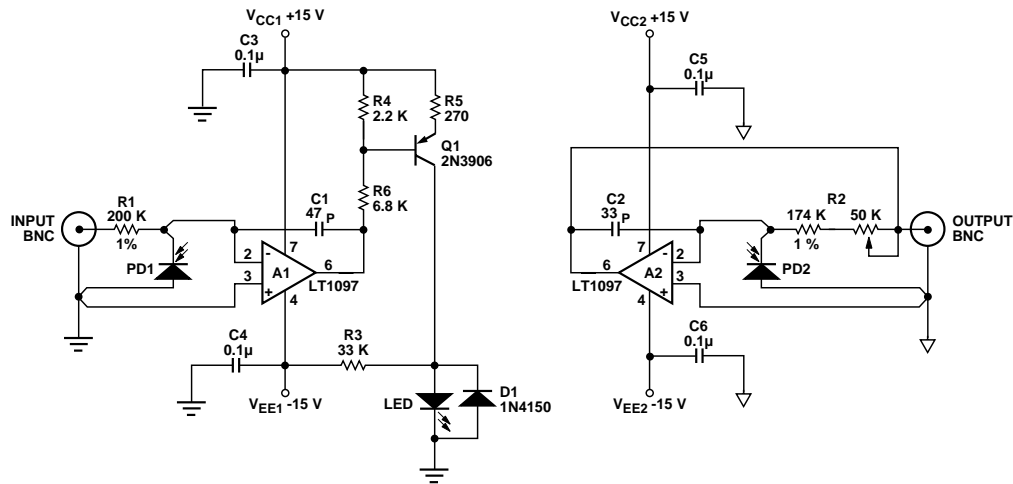 VCC1 +15 V
C3
0.1µ
R4
2.2 K
R5
270
Q1
2N3906
R6
6.8 K
C1
47 P
R1
200 K
1%
INPUT
BNC
PD1
2
3
-
+
A1
7
6
4
LT1097
C4
0.1µ
R3
33 K
VEE1 -15 V
LED
D1
1N4150
VCC2 +15 V
C5
0.1µ
C2
33 P
R2
174 K
1 %
50 K
OUTPUT
BNC
7
6
A2
-
+
2
3
4
LT1097
PD2
C6
0.1µ
VEE2 -15 V